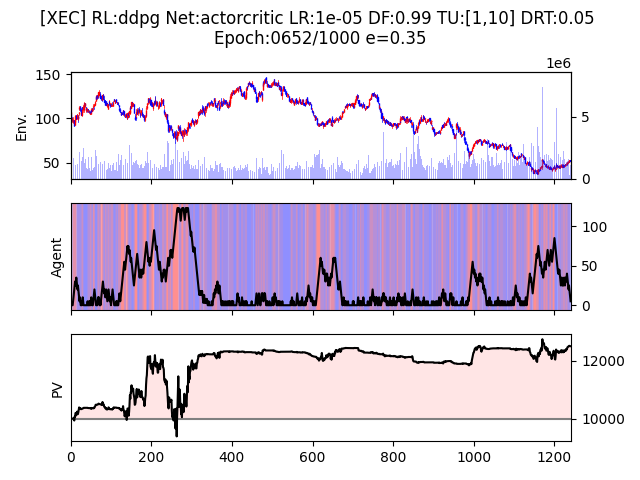 [XEC] RL:ddpg Net:actorcritic LR:1e-05 DF:0.99 TU:[1,10] DRT:0.05
Epoch:0652/1000 e=0.35
1e6
150
100
50
Env.
5
0
Agent
100
50
0
PV
12000
10000
0 200 400 600 800 1000 1200